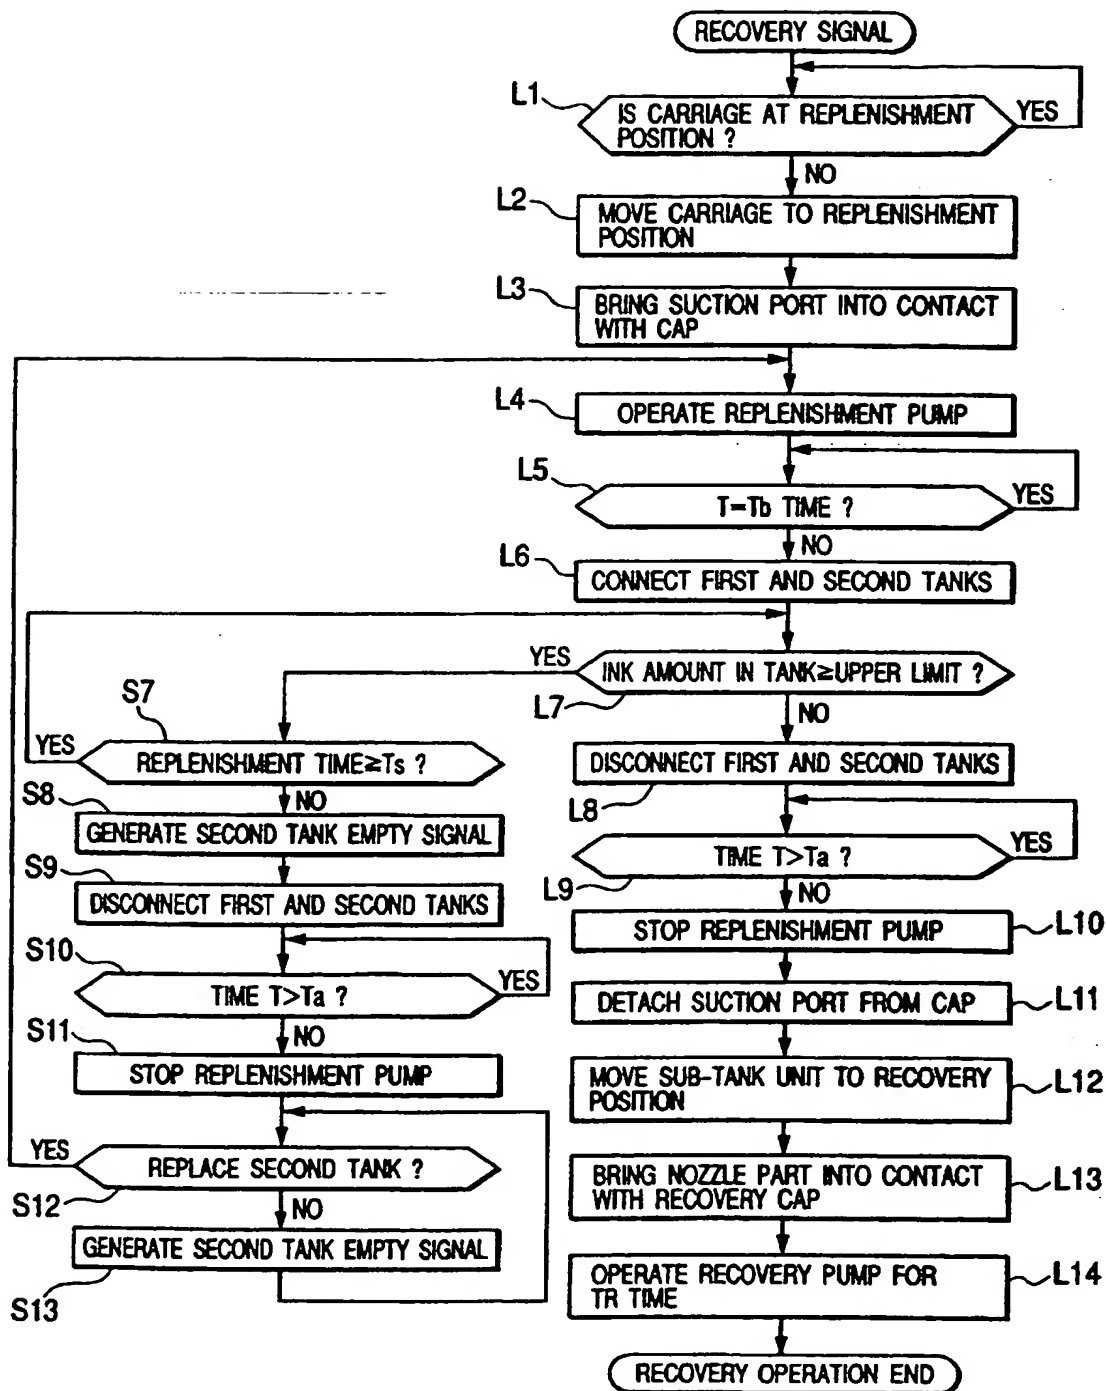 RECOVERY SIGNAL
L1
IS CARRIAGE AT REPLENISHMENT
POSITION ?
YES
NO
L2
MOVE CARRIAGE TO REPLENISHMENT
POSITION
L3
BRING SUCTION PORT INTO CONTACT
WITH CAP
L4
OPERATE REPLENISHMENT PUMP
L5
T=Tb TIME ?
YES
NO
L6
CONNECT FIRST AND SECOND TANKS
YES
INK AMOUNT IN TANK≥UPPER LIMIT ?
L7
NO
S7
YES
REPLENISHMENT TIME≥Ts ?
NO
S8
GENERATE SECOND TANK EMPTY SIGNAL
S9
DISCONNECT FIRST AND SECOND TANKS
S10
TIME T>Ta ?
YES
NO
S11
STOP REPLENISHMENT PUMP
YES
REPLACE SECOND TANK ?
S12
NO
GENERATE SECOND TANK EMPTY SIGNAL
S13
DISCONNECT FIRST AND SECOND TANKS
L8
TIME T>Ta ?
YES
L9
NO
STOP REPLENISHMENT PUMP
L10
DETACH SUCTION PORT FROM CAP
L11
MOVE SUB-TANK UNIT TO RECOVERY
POSITION
L12
BRING NOZZLE PART INTO CONTACT
WITH RECOVERY CAP
L13
OPERATE RECOVERY PUMP FOR
TR TIME
L14
RECOVERY OPERATION END